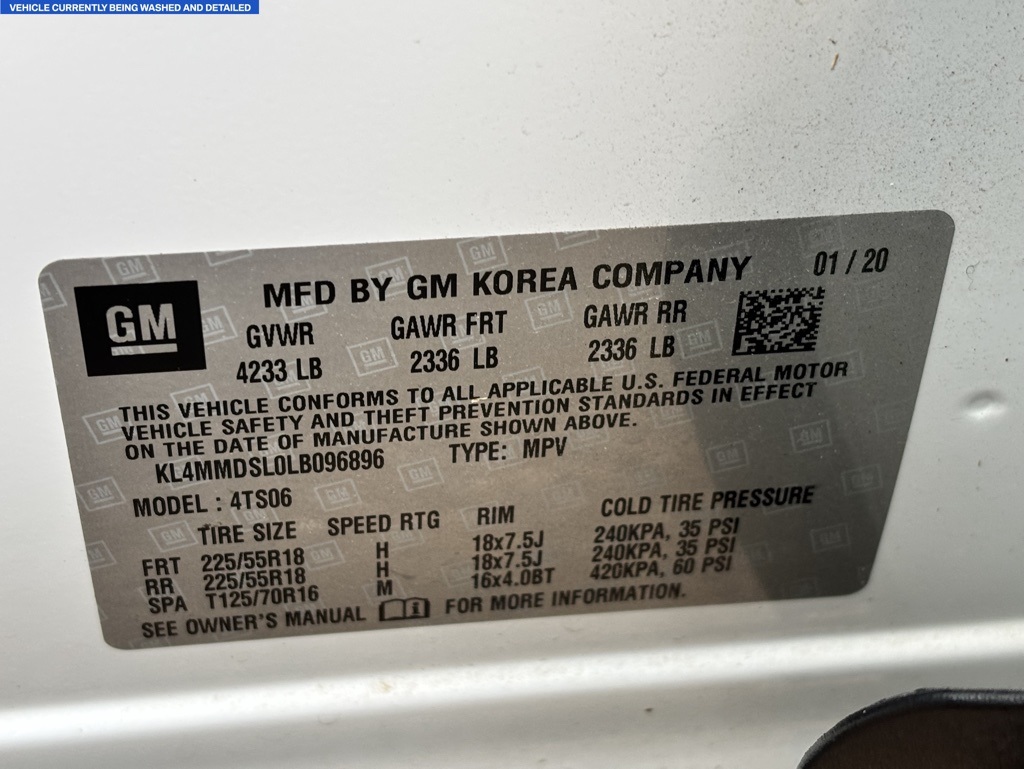 VEHICLE CURRENTLY BEING WASHED AND DETAILED
GM
MFD BY GM KOREA COMPANY 01 / 20
GVWR GAWR FRT GAWR RR
4233 LB 2336 LB 2336 LB
THIS VEHICLE CONFORMS TO ALL APPLICABLE U.S. FEDERAL MOTOR
VEHICLE SAFETY AND THEFT PREVENTION STANDARDS IN EFFECT
ON THE DATE OF MANUFACTURE SHOWN ABOVE.
KL4MMDSL0LB096896 TYPE: MPV
MODEL : 4TS06
TIRE SIZE SPEED RTG RIM COLD TIRE PRESSURE
FRT 225/55R18 H 18x7.5J 240KPA, 35 PSI
RR 225/55R18 H 18x7.5J 240KPA, 35 PSI
SPA T125/70R16 M 16x4.0BT 420KPA, 60 PSI
SEE OWNER'S MANUAL FOR MORE INFORMATION.